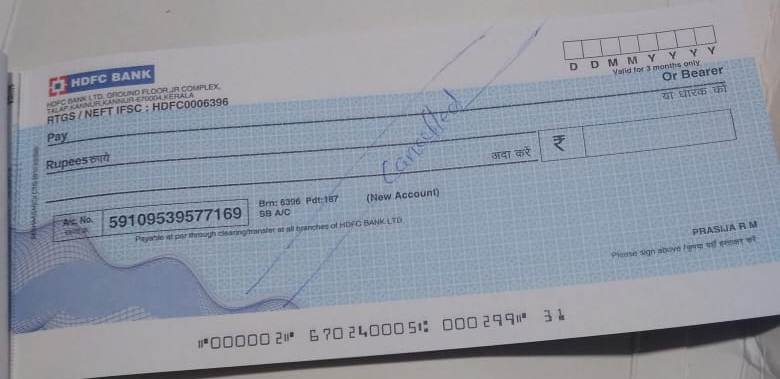 HDFC BANK
HDFC BANK LTD. GROUND FLOOR, JR COMPLEX,
TALAP, KANNUR, KANNUR-670004, KERALA
RTGS / NEFT IFSC : HDFC0006396
D D M M Y Y Y Y
Valid for 3 months only
Pay
Or Bearer
या धारक को
Cancelled
Rupees रुपये
अदा करें ₹
A/c. No. 59109539577169
Brn: 6396 Pdt:187 (New Account)
SB A/C
Payable at par through clearing/transfer at all branches of HDFC BANK LTD
PRASIJA R M
Please sign above / कृपया यहाँ हस्ताक्षर करें
⑈000002⑈ 670240005⑆ 000299⑈ 31